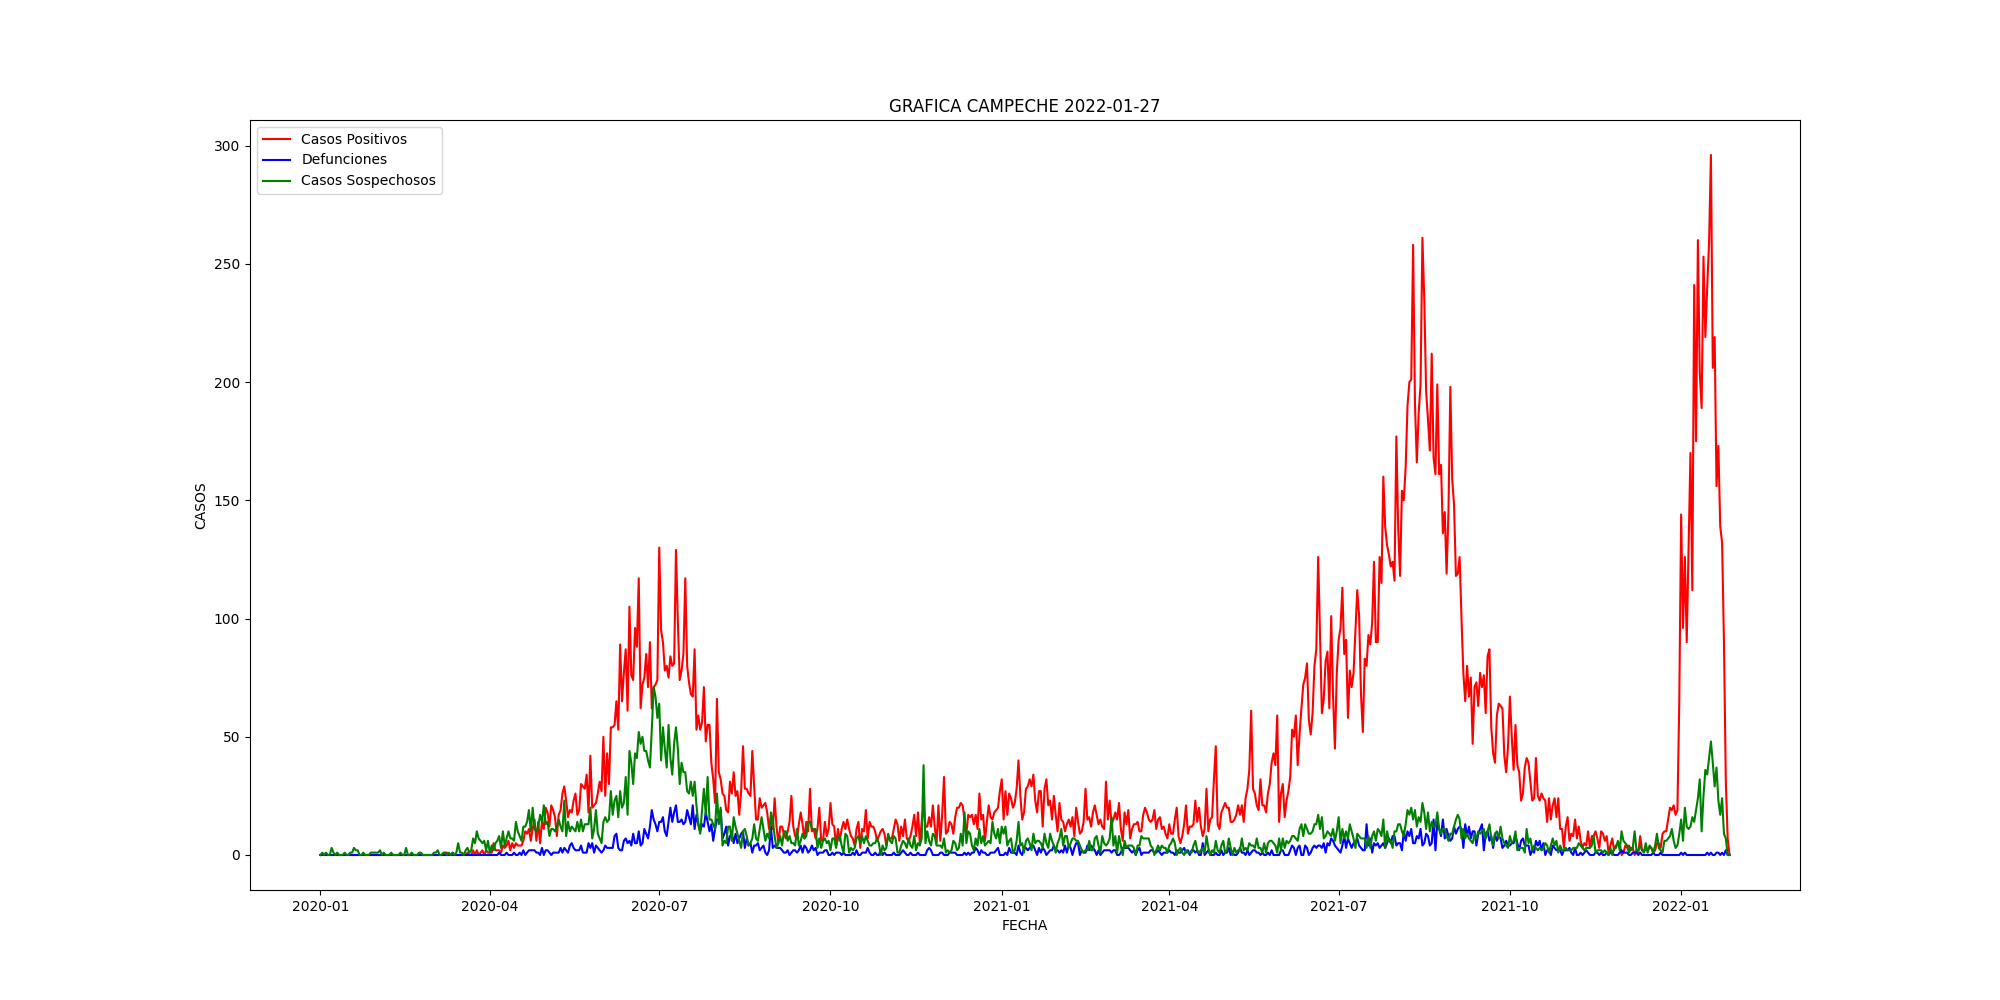 GRAFICA CAMPECHE 2022-01-27
Casos Positivos
Defunciones
Casos Sospechosos
300
250
200
150
100
50
0
CASOS
2020-01 2020-04 2020-07 2020-10 2021-01 2021-04 2021-07 2021-10 2022-01
FECHA